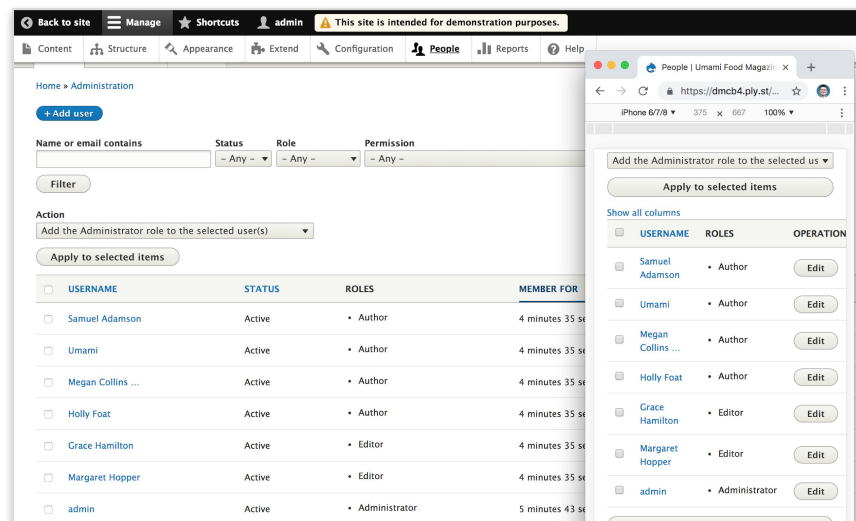 Back to site Manage Shortcuts admin This site is intended for demonstration purposes.
Content Structure Appearance Extend Configuration People Reports Help
Home » Administration
+ Add user
Name or email contains Status Role Permission
– Any – – Any – – Any –
Filter
Action
Add the Administrator role to the selected user(s)
Apply to selected items
USERNAME STATUS ROLES MEMBER FOR
Samuel Adamson Active • Author 4 minutes 35 se
Umami Active • Author 4 minutes 35 se
Megan Collins ... Active • Author 4 minutes 35 se
Holly Foat Active • Author 4 minutes 35 se
Grace Hamilton Active • Editor 4 minutes 35 se
Margaret Hopper Active • Editor 4 minutes 35 se
admin Active • Administrator 5 minutes 43 se
People | Umami Food Magazin
https://dmcb4.ply.st/...
iPhone 6/7/8 375 x 667 100%
Add the Administrator role to the selected us
Apply to selected items
Show all columns
USERNAME ROLES OPERATION
Samuel
Adamson • Author Edit
Umami • Author Edit
Megan
Collins ... • Author Edit
Holly Foat • Author Edit
Grace
Hamilton • Editor Edit
Margaret
Hopper • Editor Edit
admin • Administrator Edit